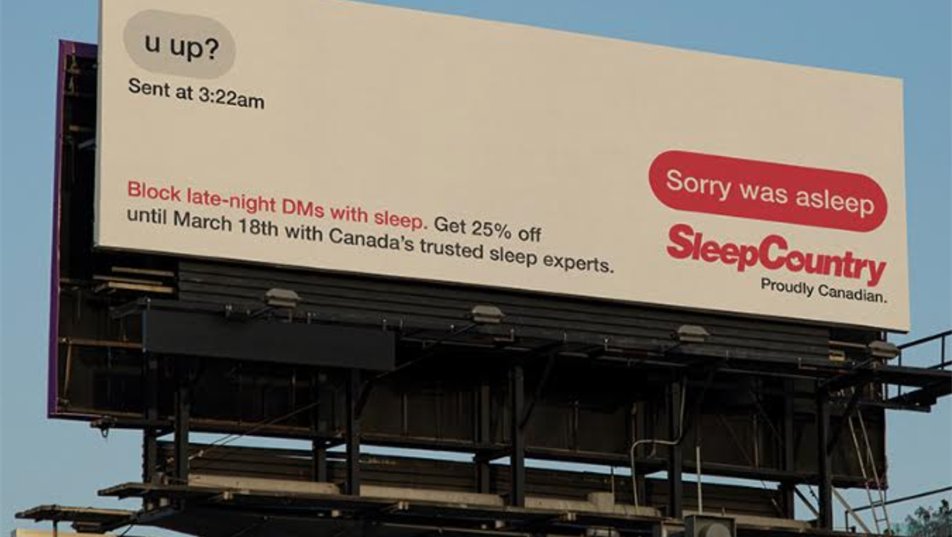 u up?
Sent at 3:22am
Sorry was asleep
Block late-night DMs with sleep. Get 25% off
until March 18th with Canada's trusted sleep experts.
SleepCountry
Proudly Canadian.